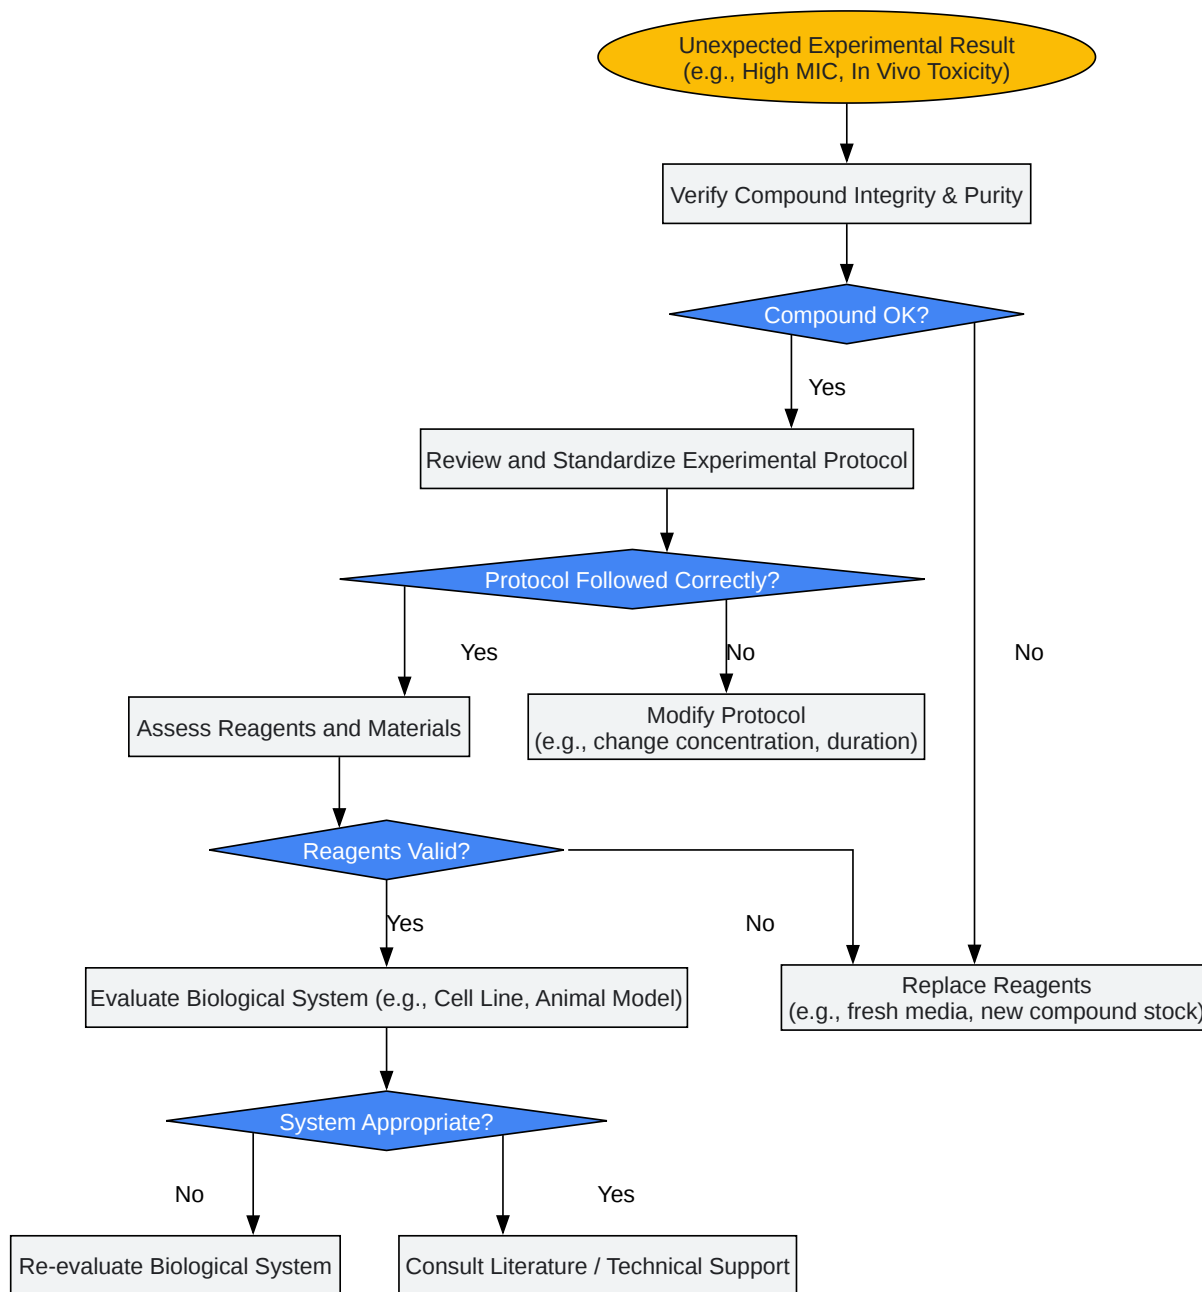 Unexpected Experimental Result
(e.g., High MIC, In Vivo Toxicity)
Verify Compound Integrity & Purity
Compound OK?
Yes
Review and Standardize Experimental Protocol
Protocol Followed Correctly?
Yes
No
No
Assess Reagents and Materials
Modify Protocol
(e.g., change concentration, duration)
Reagents Valid?
Yes
No
Evaluate Biological System (e.g., Cell Line, Animal Model)
Replace Reagents
(e.g., fresh media, new compound stock)
System Appropriate?
No
Yes
Re-evaluate Biological System
Consult Literature / Technical Support